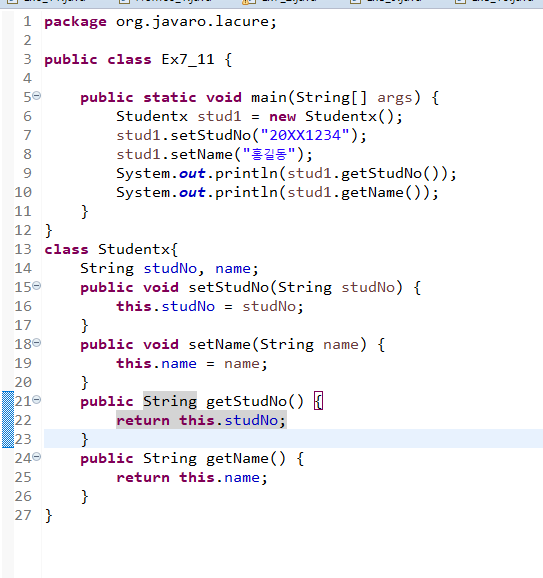 1 package org.javaro.lacure;
2
3 public class Ex7_11 {
4
5 public static void main(String[] args) {
6 Studentx stud1 = new Studentx();
7 stud1.setStudNo("20XX1234");
8 stud1.setName("홍길동");
9 System.out.println(stud1.getStudNo());
10 System.out.println(stud1.getName());
11 }
12 }
13 class Studentx{
14 String studNo, name;
15 public void setStudNo(String studNo) {
16 this.studNo = studNo;
17 }
18 public void setName(String name) {
19 this.name = name;
20 }
21 public String getStudNo() {
22 return this.studNo;
23 }
24 public String getName() {
25 return this.name;
26 }
27 }